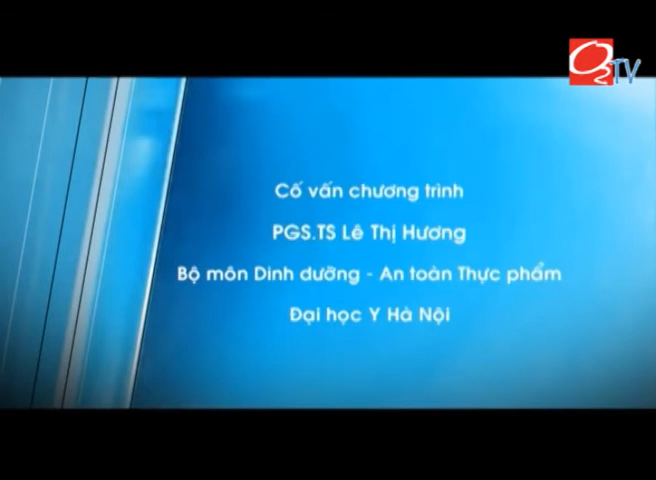 O2TV
Cố vấn chương trình
PGS.TS Lê Thị Hương
Bộ môn Dinh dưỡng - An toàn Thực phẩm
Đại học Y Hà Nội